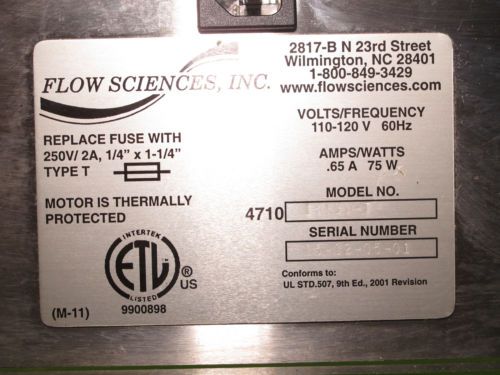 FLOW SCIENCES, INC.
2817-B N 23rd Street
Wilmington, NC 28401
1-800-849-3429
www.flowsciences.com
REPLACE FUSE WITH
250V/ 2A, 1/4" x 1-1/4"
TYPE T
MOTOR IS THERMALLY
PROTECTED
VOLTS/FREQUENCY
110-120 V 60Hz
AMPS/WATTS
.65 A 75 W
MODEL NO.
4710
SERIAL NUMBER
Conforms to:
UL STD.507, 9th Ed., 2001 Revision
INTERTEK
ETL
LISTED
®
US
9900898
(M-11)